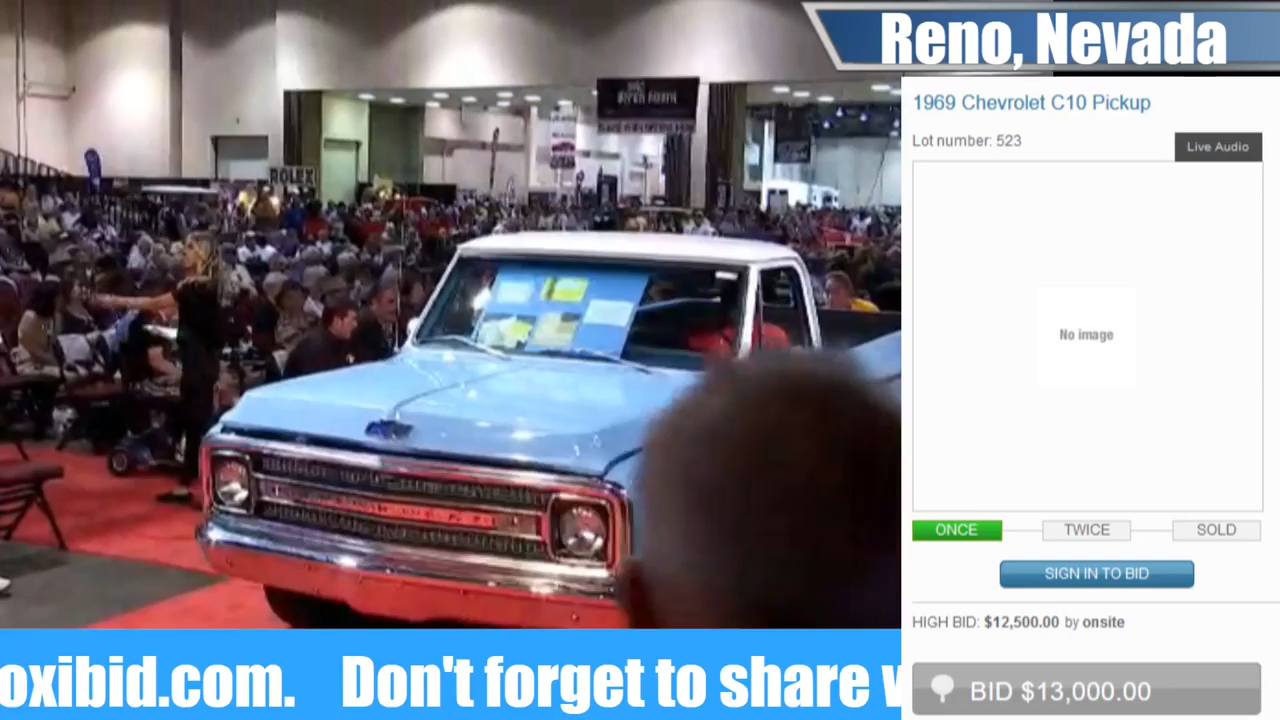 Reno, Nevada
1969 Chevrolet C10 Pickup
Lot number: 523
Live Audio
ROLEX
No image
ONCE
TWICE
SOLD
SIGN IN TO BID
HIGH BID: $12,500.00 by onsite
BID $13,000.00
oxibid.com. Don't forget to share